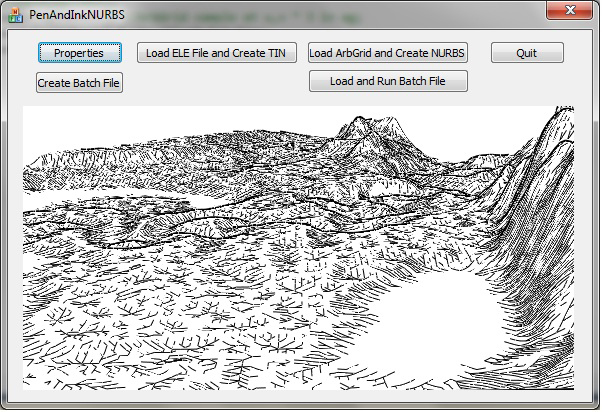 PenAndInkNURBS
Properties
Load ELE File and Create TIN
Load ArbGrid and Create NURBS
Quit
Create Batch File
Load and Run Batch File